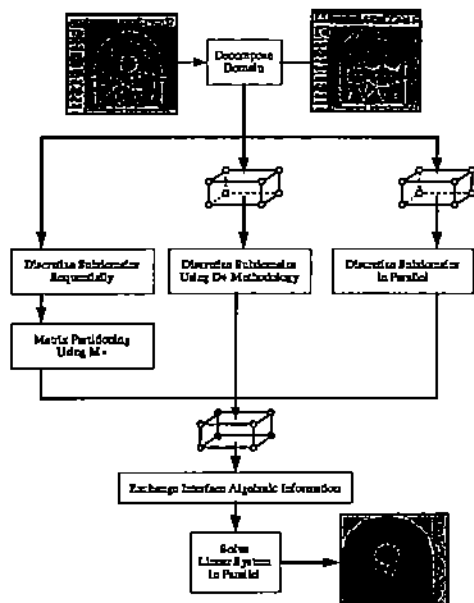 Decompose
Domain
Discretize Subdomains
Sequentially
Discretize Subdomains
Using D+ Methodology
Discretize Subdomains
In Parallel
Matrix Partitioning
Using M+
Exchange Interface Algebraic Information
Solve
Linear System
In Parallel